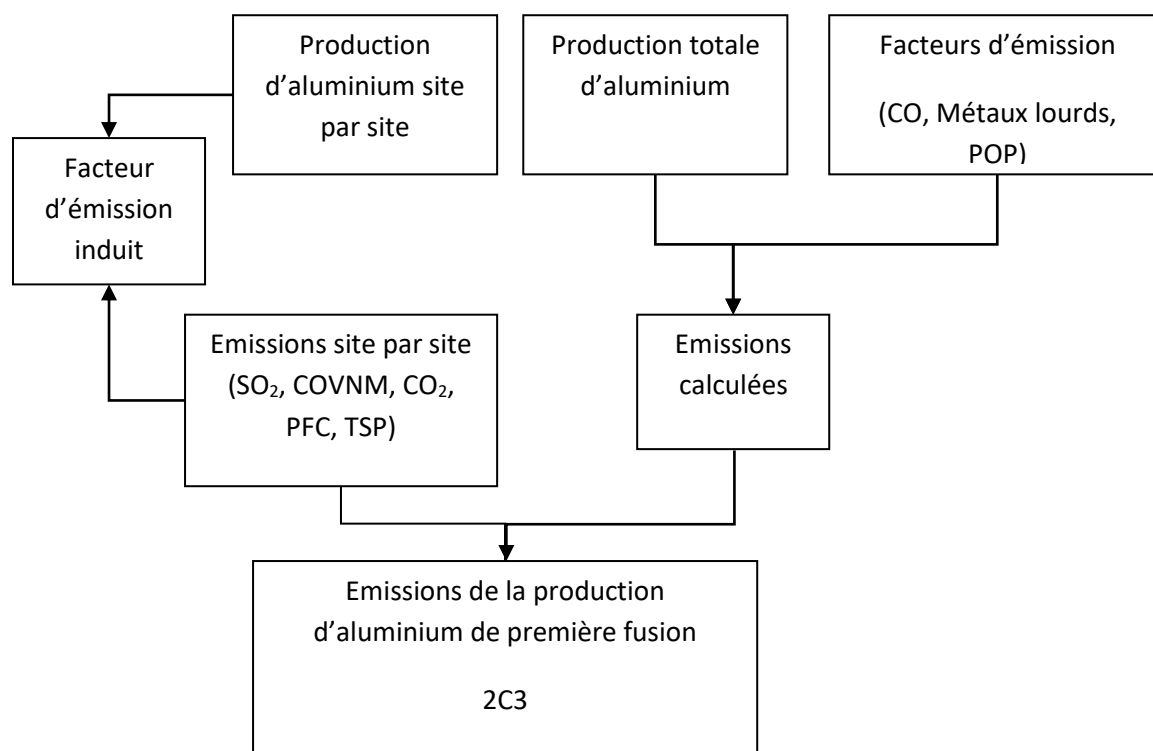 Production
d’aluminium site
par site
Production totale
d’aluminium
Facteurs d’émission
(CO, Métaux lourds,
POP)
Facteur
d’émission
induit
Emissions site par site
(SO₂, COVNM, CO₂,
PFC, TSP)
Emissions
calculées
Emissions de la production
d’aluminium de première fusion
2C3